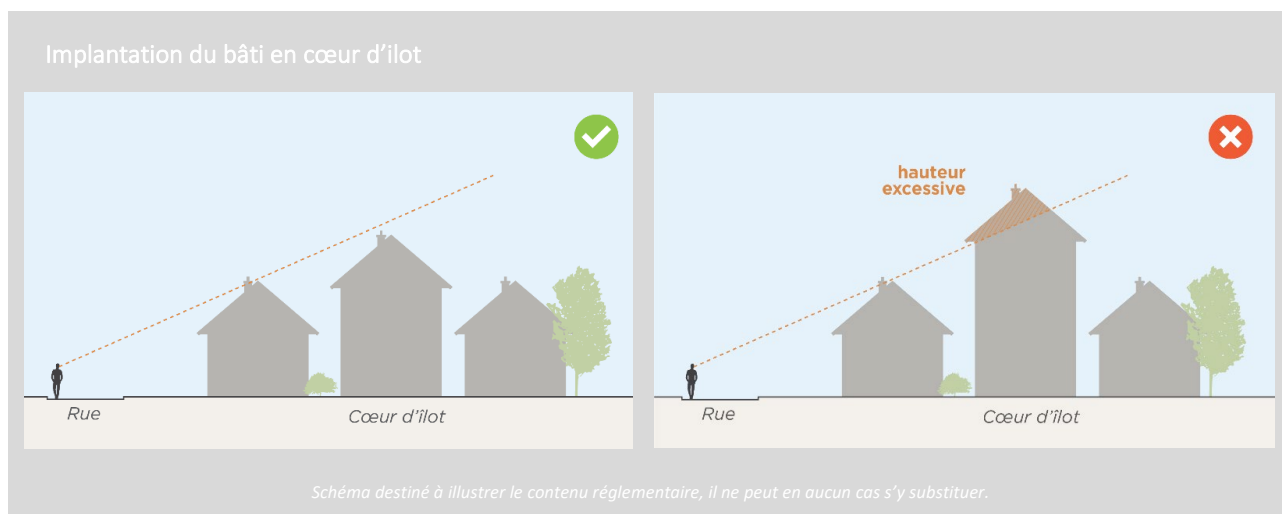 Implantation du bâti en cœur d'ilot
Rue
Cœur d'îlot
hauteur
excessive
Rue
Cœur d'îlot
Schéma destiné à illustrer le contenu réglementaire, il ne peut en aucun cas s'y substituer.